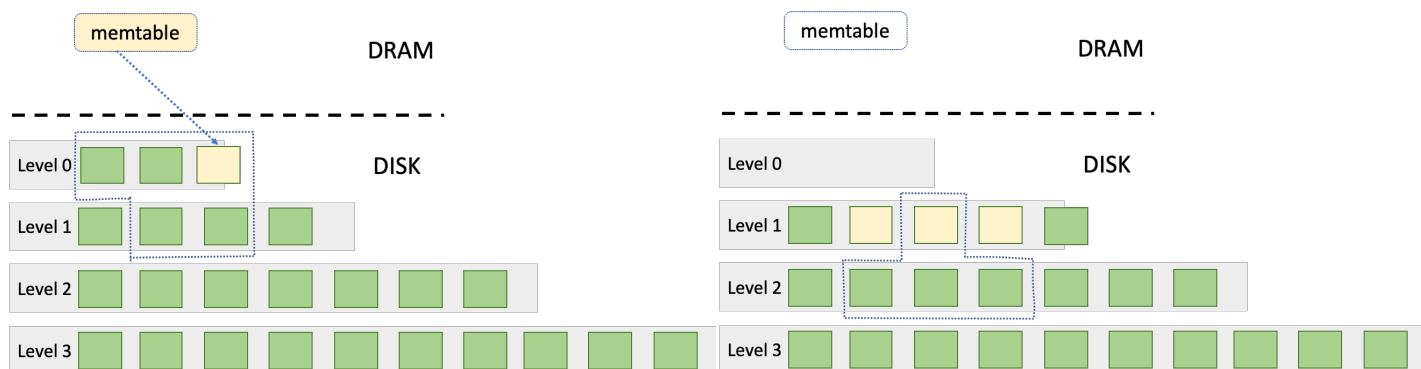 memtable
DRAM
Level 0
DISK
Level 1
Level 2
Level 3
memtable
DRAM
Level 0
DISK
Level 1
Level 2
Level 3